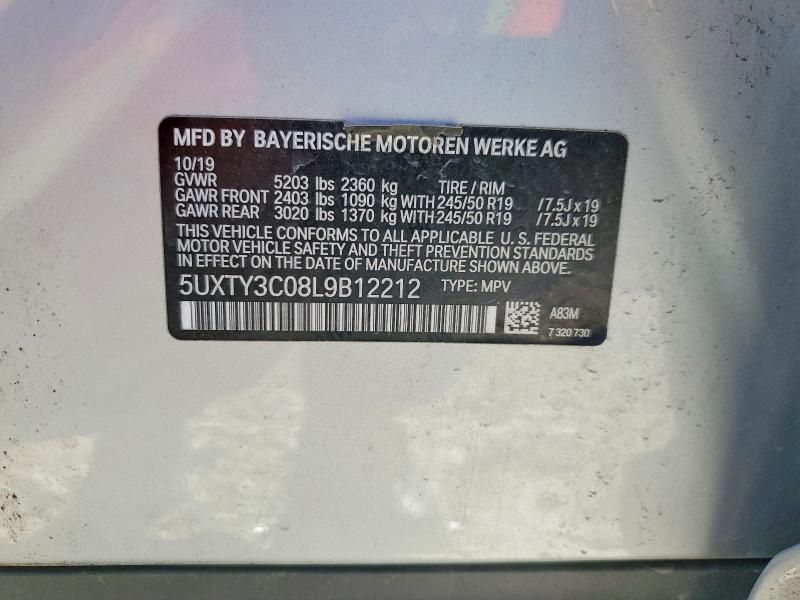 MFD BY BAYERISCHE MOTOREN WERKE AG
10/19
GVWR 5203 lbs 2360 kg TIRE / RIM
GAWR FRONT 2403 lbs 1090 kg WITH 245/50 R19 /7.5J x 19
GAWR REAR 3020 lbs 1370 kg WITH 245/50 R19 /7.5J x 19
THIS VEHICLE CONFORMS TO ALL APPLICABLE U. S. FEDERAL
MOTOR VEHICLE SAFETY AND THEFT PREVENTION STANDARDS
IN EFFECT ON THE DATE OF MANUFACTURE SHOWN ABOVE.
5UXTY3C08L9B12212 TYPE: MPV
A83M
7 320 730